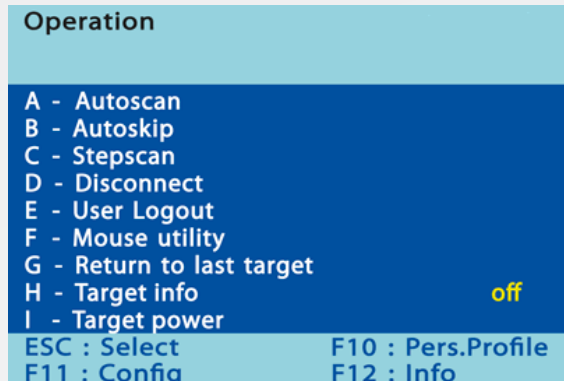 Operation
A - Autoscan
B - Autoskip
C - Stepscan
D - Disconnect
E - User Logout
F - Mouse utility
G - Return to last target
H - Target info off
I - Target power
ESC : Select F10 : Pers.Profile
F11 : Config F12 : Info